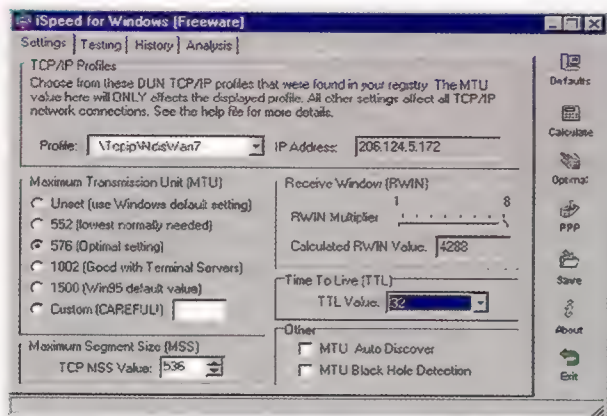 iSpeed for Windows [Freeware]
Settings | Testing | History | Analysis
TCP/IP Profiles
Choose from these DUN TCP/IP profiles that were found in your registry. The MTU
value here will ONLY affects the displayed profile. All other settings affect all TCP/IP
network connections. See the help file for more details.
Profile: \Tcpip\NdisWan7 IP Address: 206.124.5.172
Maximum Transmission Unit (MTU)
Unset (use Windows default setting)
552 (lowest normally needed)
576 (Optimal setting)
1002 (Good with Terminal Servers)
1500 (Win95 default value)
Custom (CAREFUL!)
Maximum Segment Size (MSS)
TCP MSS Value: 536
Receive Window (RWIN)
1 8
RWIN Multiplier
Calculated RWIN Value: 4288
Time To Live (TTL)
TTL Value: 32
Other
MTU Auto Discover
MTU Black Hole Detection
Defaults
Calculate
Optimal
PPP
Save
About
Exit